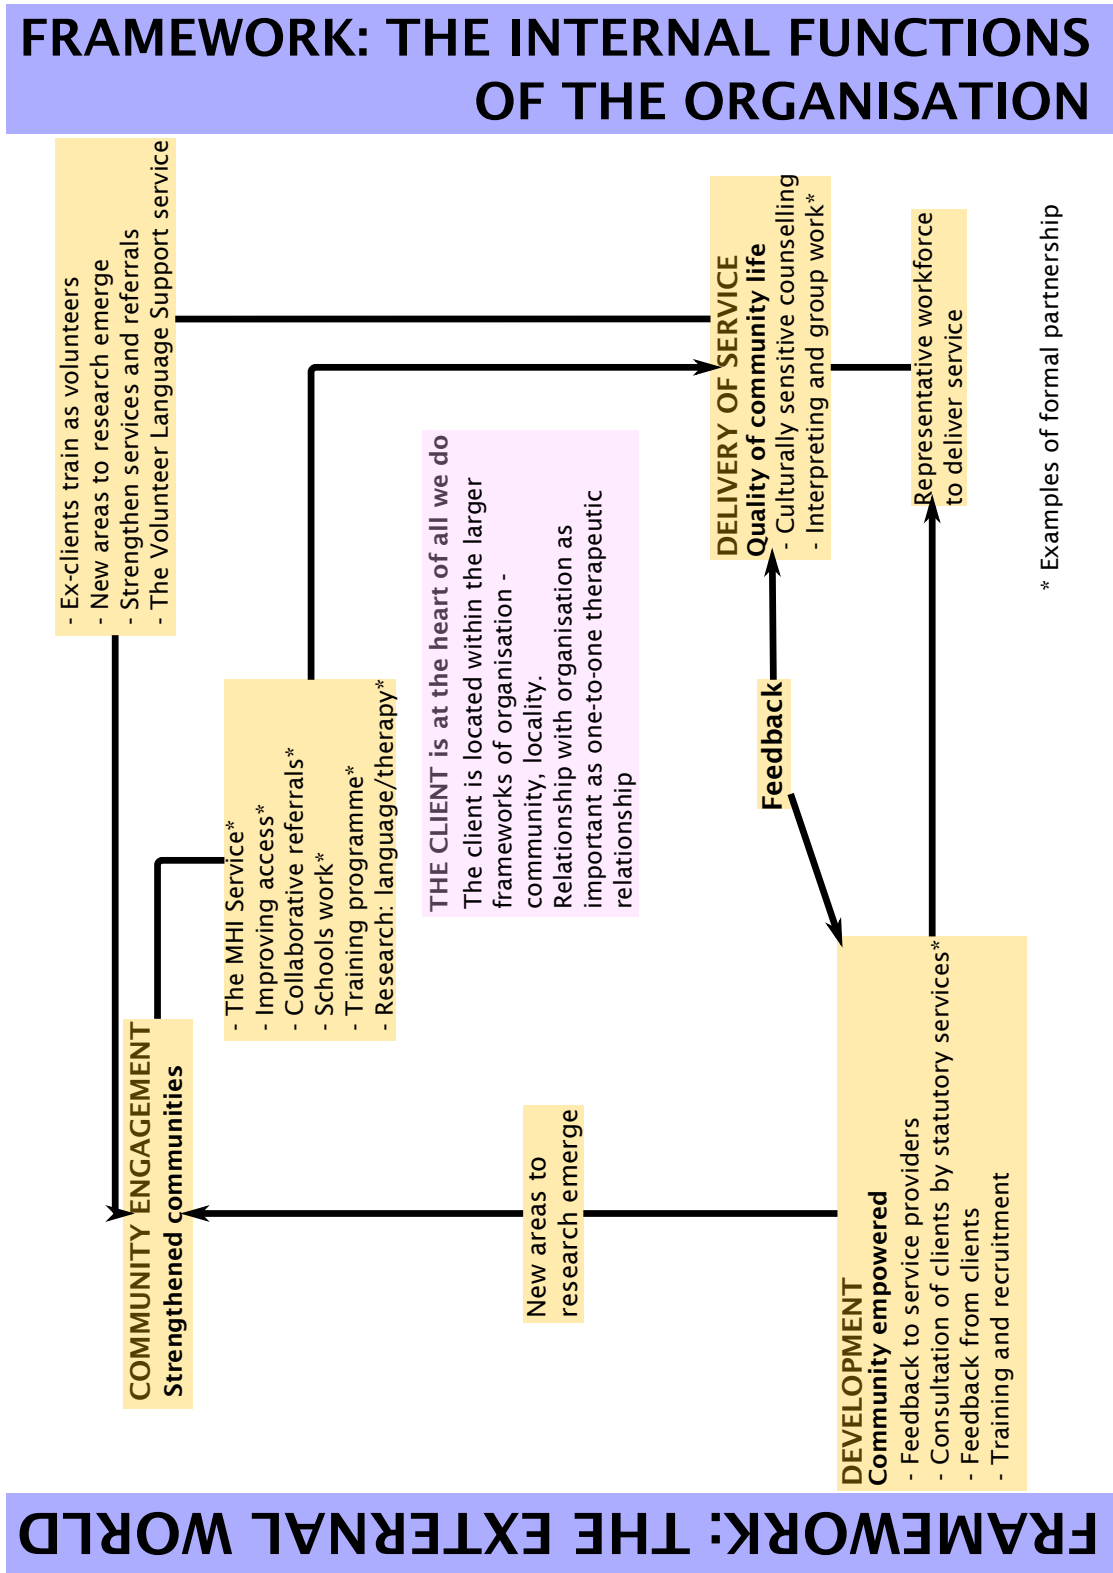 FRAMEWORK: THE INTERNAL FUNCTIONS
OF THE ORGANISATION
- Ex-clients train as volunteers
- New areas to research emerge
- Strengthen services and referrals
- The Volunteer Language Support service
COMMUNITY ENGAGEMENT
Strengthened communities
- The MHI Service*
- Improving access*
- Collaborative referrals*
- Schools work*
- Training programme*
- Research: language/therapy*
THE CLIENT is at the heart of all we do
The client is located within the larger
frameworks of organisation -
community, locality.
Relationship with organisation as
important as one-to-one therapeutic
relationship
New areas to
research emerge
DELIVERY OF SERVICE
Quality of community life
- Culturally sensitive counselling
- Interpreting and group work*
Feedback
Representative workforce
to deliver service
DEVELOPMENT
Community empowered
- Feedback to service providers
- Consultation of clients by statutory services*
- Feedback from clients
- Training and recruitment
* Examples of formal partnership
FRAMEWORK: THE EXTERNAL WORLD